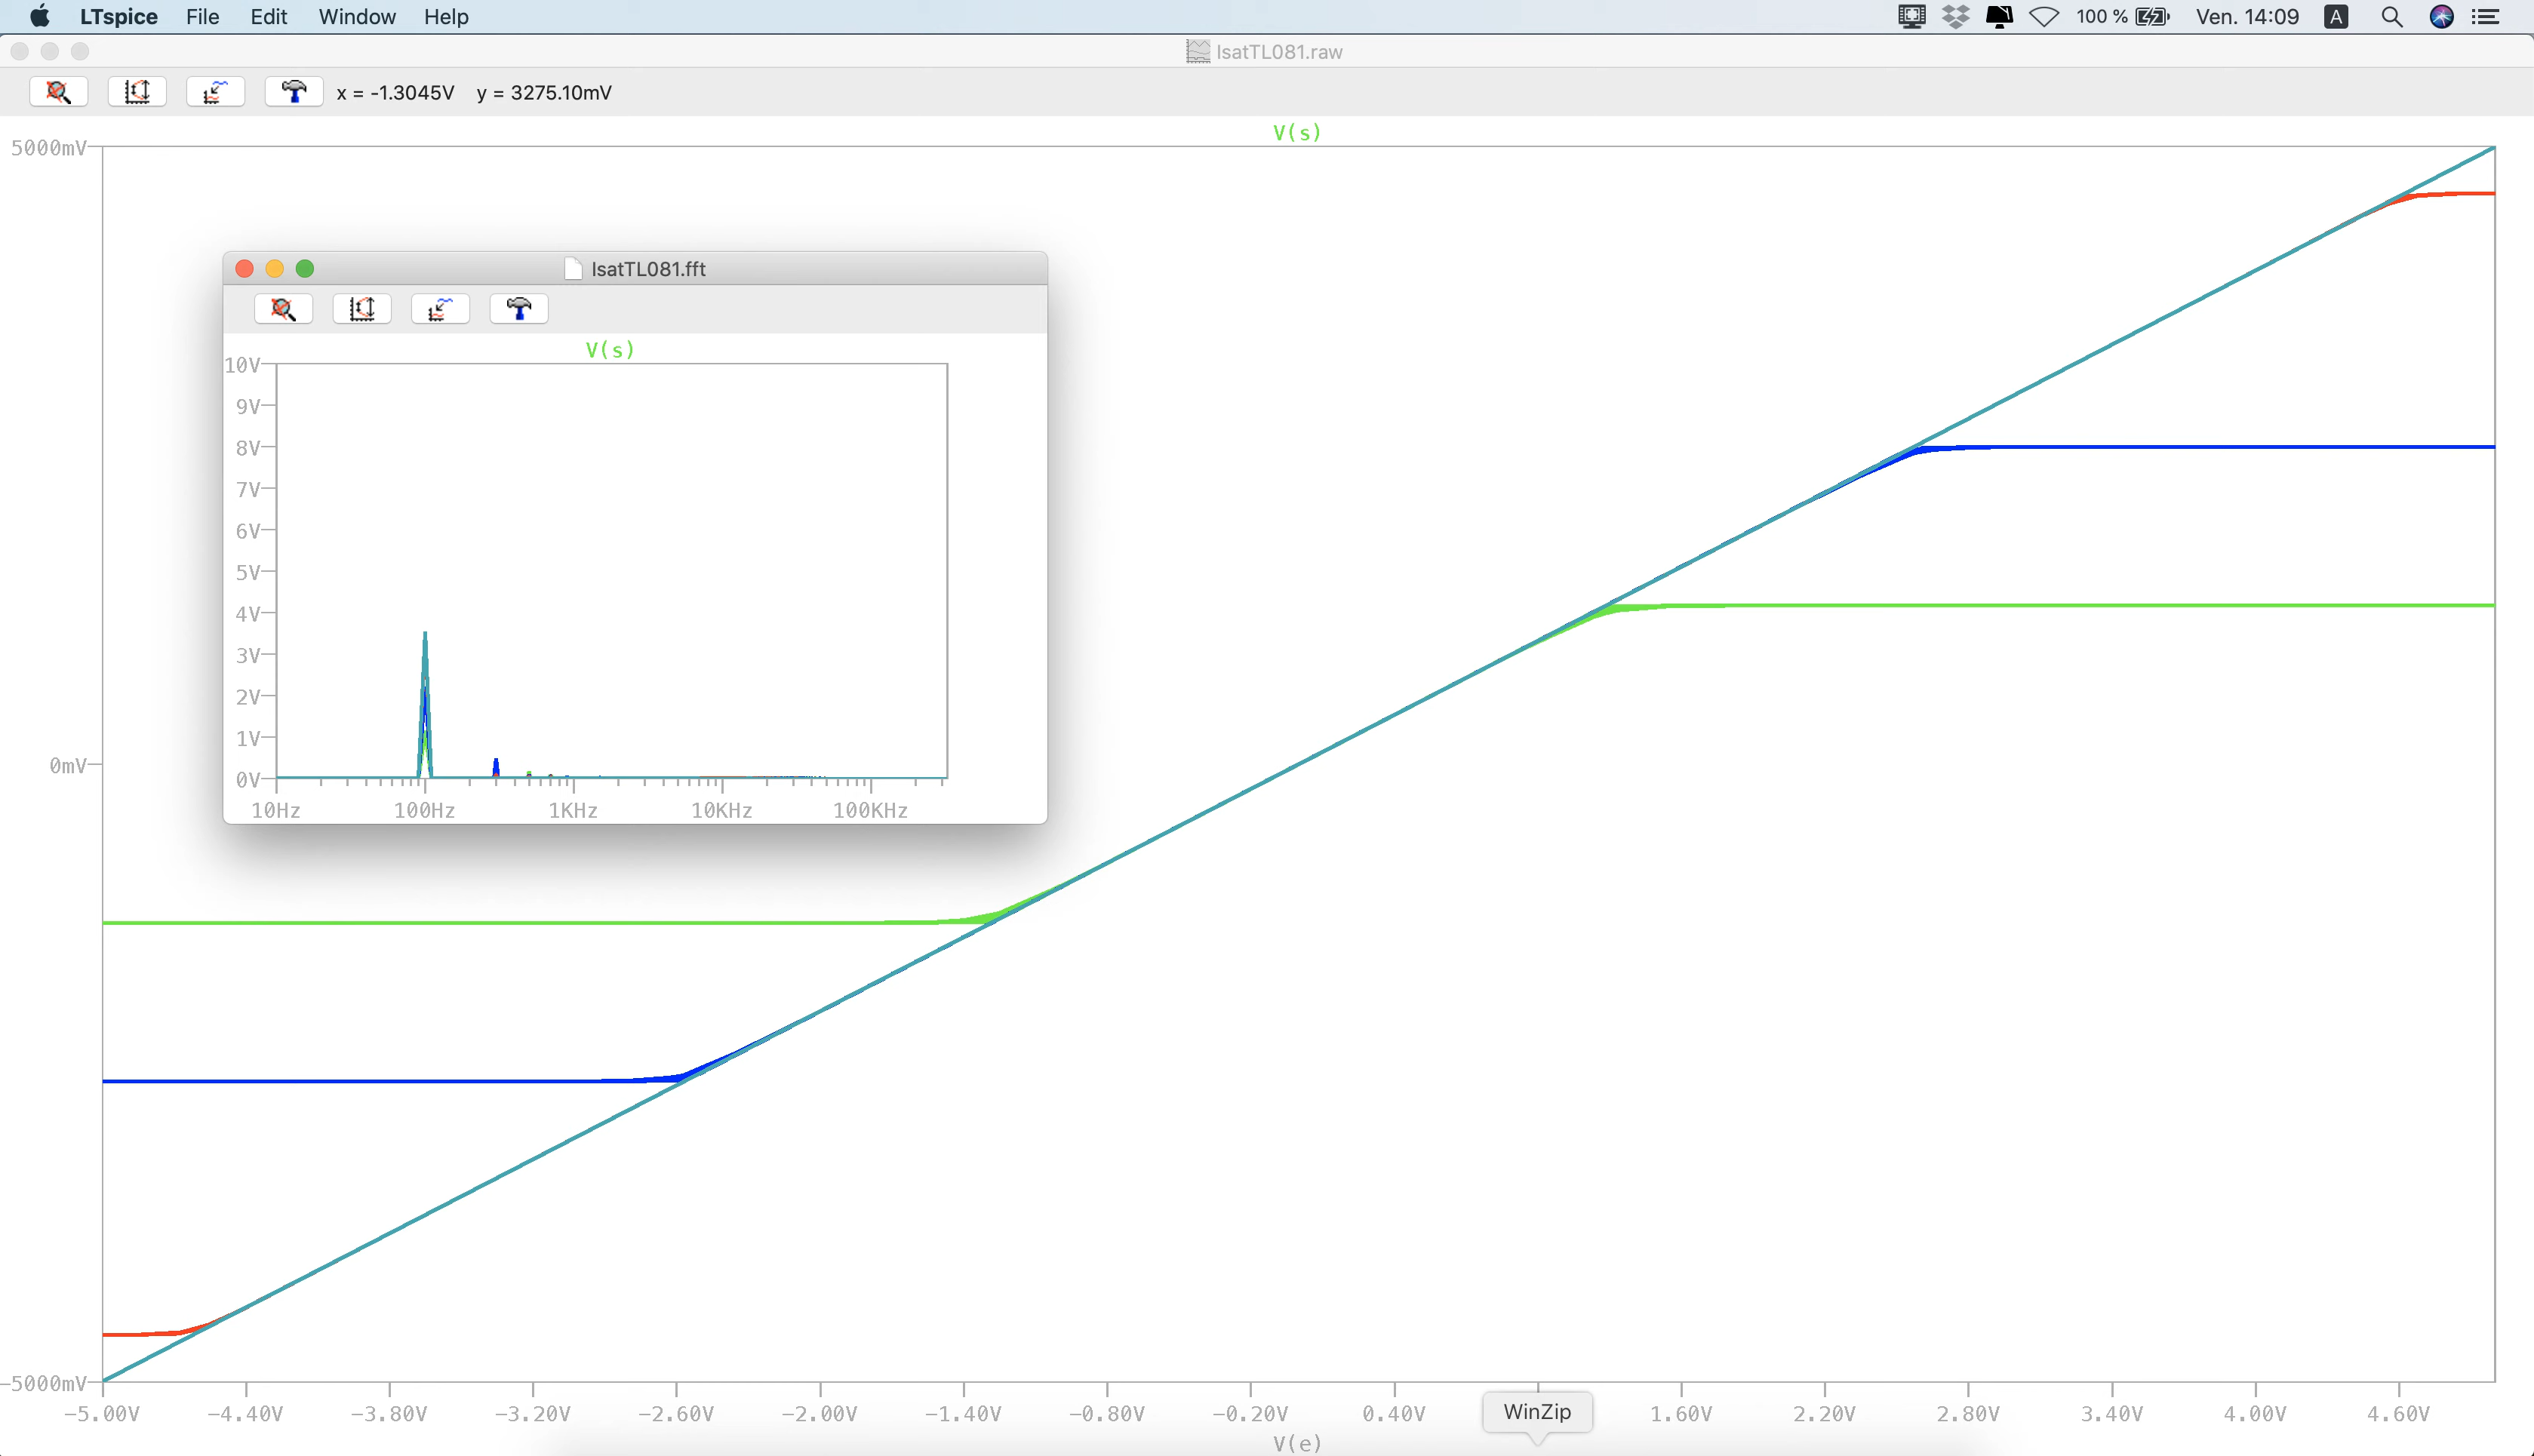 LTspice File Edit Window Help 100 % Ven. 14:09 A
IsatTL081.raw
x = -1.3045V y = 3275.10mV
V(s)
5000mV
0mV
-5000mV
IsatTL081.fft
V(s)
10V
9V
8V
7V
6V
5V
4V
3V
2V
1V
0V
10Hz 100Hz 1KHz 10KHz 100KHz
-5.00V -4.40V -3.80V -3.20V -2.60V -2.00V -1.40V -0.80V -0.20V 0.40V WinZip 1.60V 2.20V 2.80V 3.40V 4.00V 4.60V
V(e)